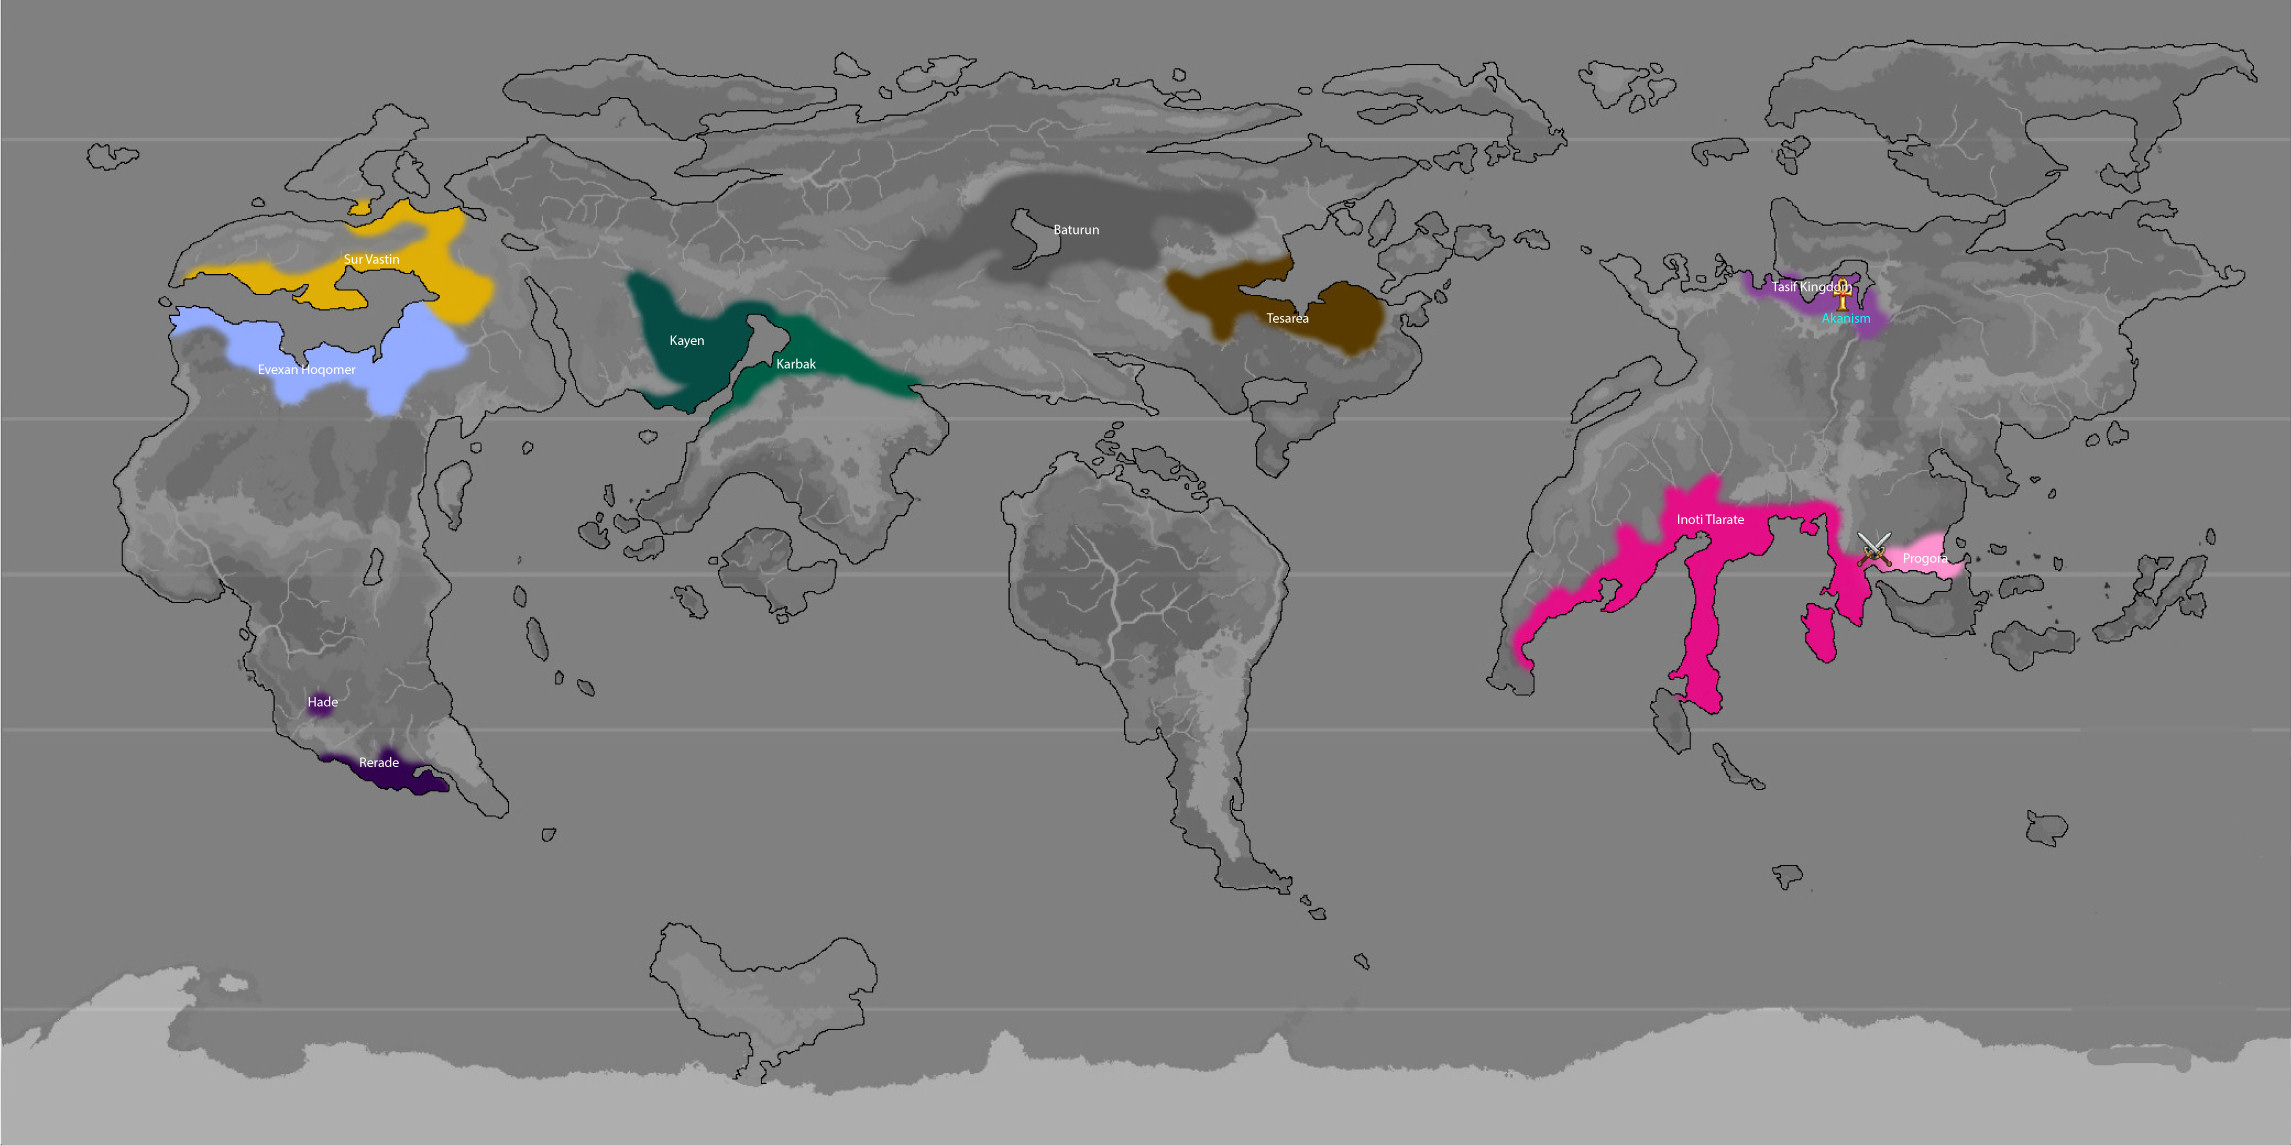 Baturun
Sur Vastin
Tasif Kingdom
Tesarea
Akanism
Kayen
Karbak
Evexan Hoqomer
Inoti Tlarate
Progora
Hade
Rerade